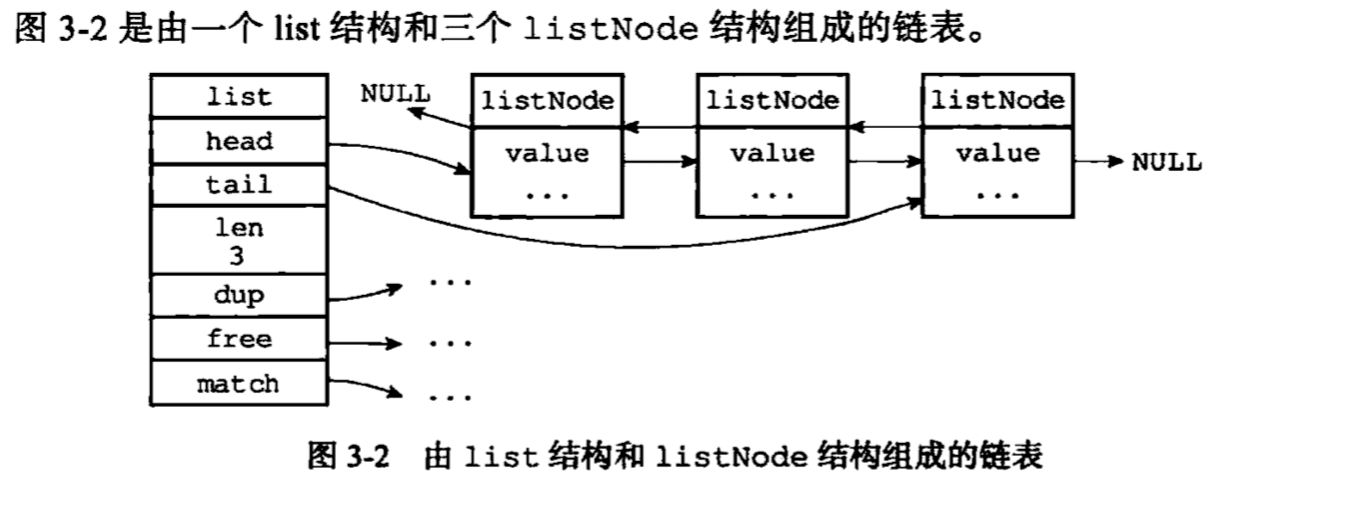 图 3-2 是由一个 list 结构和三个 listNode 结构组成的链表。
list
head
tail
len
3
dup
free
match
NULL
listNode
value
...
listNode
value
...
listNode
value
...
NULL
...
...
...
图 3-2 由 list 结构和 listNode 结构组成的链表